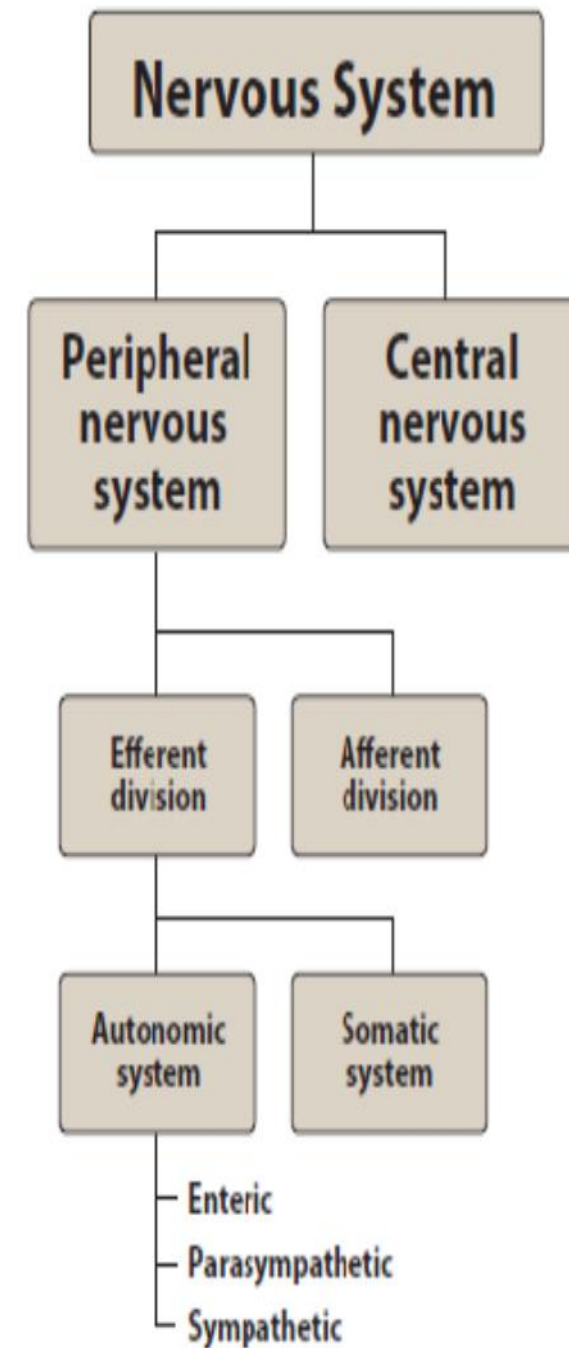 Nervous System
Peripheral
nervous
system
Central
nervous
system
Efferent
division
Afferent
division
Autonomic
system
Somatic
system
Enteric
Parasympathetic
Sympathetic